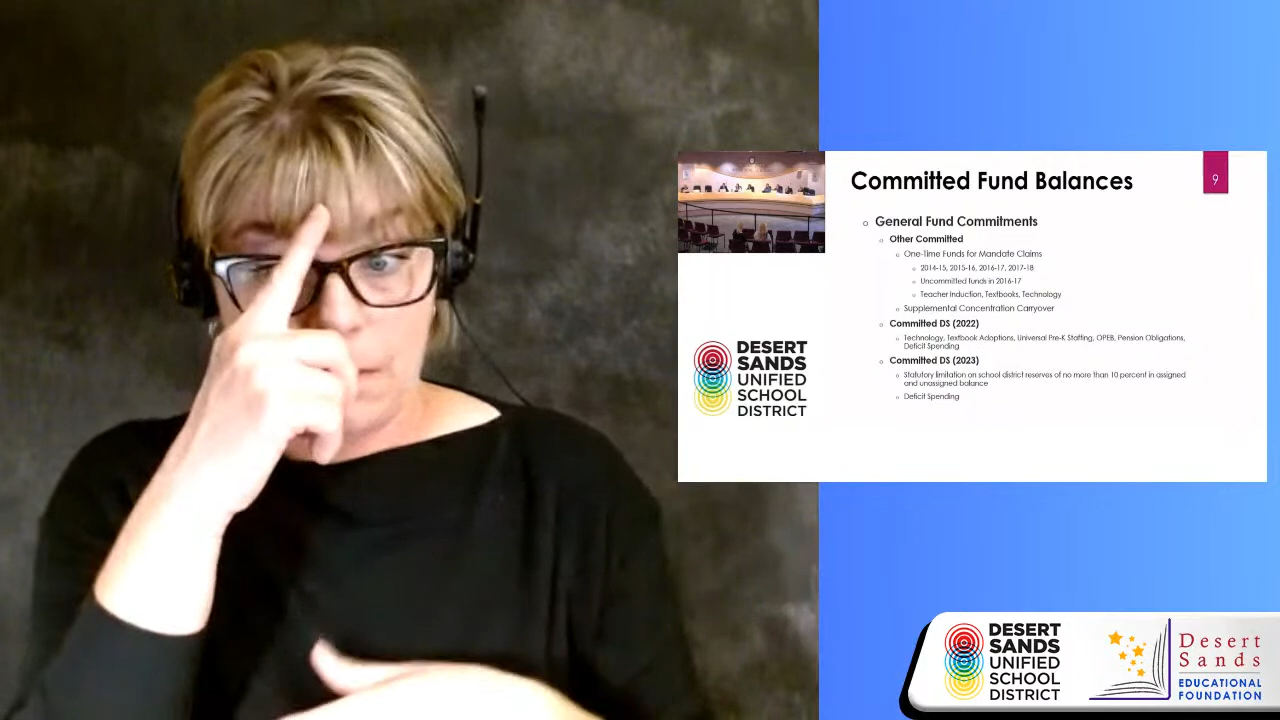 Committed Fund Balances
9
General Fund Commitments
Other Committed
One-Time Funds for Mandate Claims
2014-15, 2015-16, 2016-17, 2017-18
Uncommitted funds in 2016-17
Teacher Induction, Textbooks, Technology
Supplemental Concentration Carryover
Committed DS (2022)
Technology, Textbook Adoptions, Universal Pre-K Staffing, OPEB, Pension Obligations,
Deficit Spending
Committed DS (2023)
Statutory limitation on school district reserves of no more than 10 percent in assigned
and unassigned balance
Deficit Spending
DESERT
SANDS
UNIFIED
SCHOOL
DISTRICT
DESERT
SANDS
UNIFIED
SCHOOL
DISTRICT
Desert
Sands
EDUCATIONAL
FOUNDATION